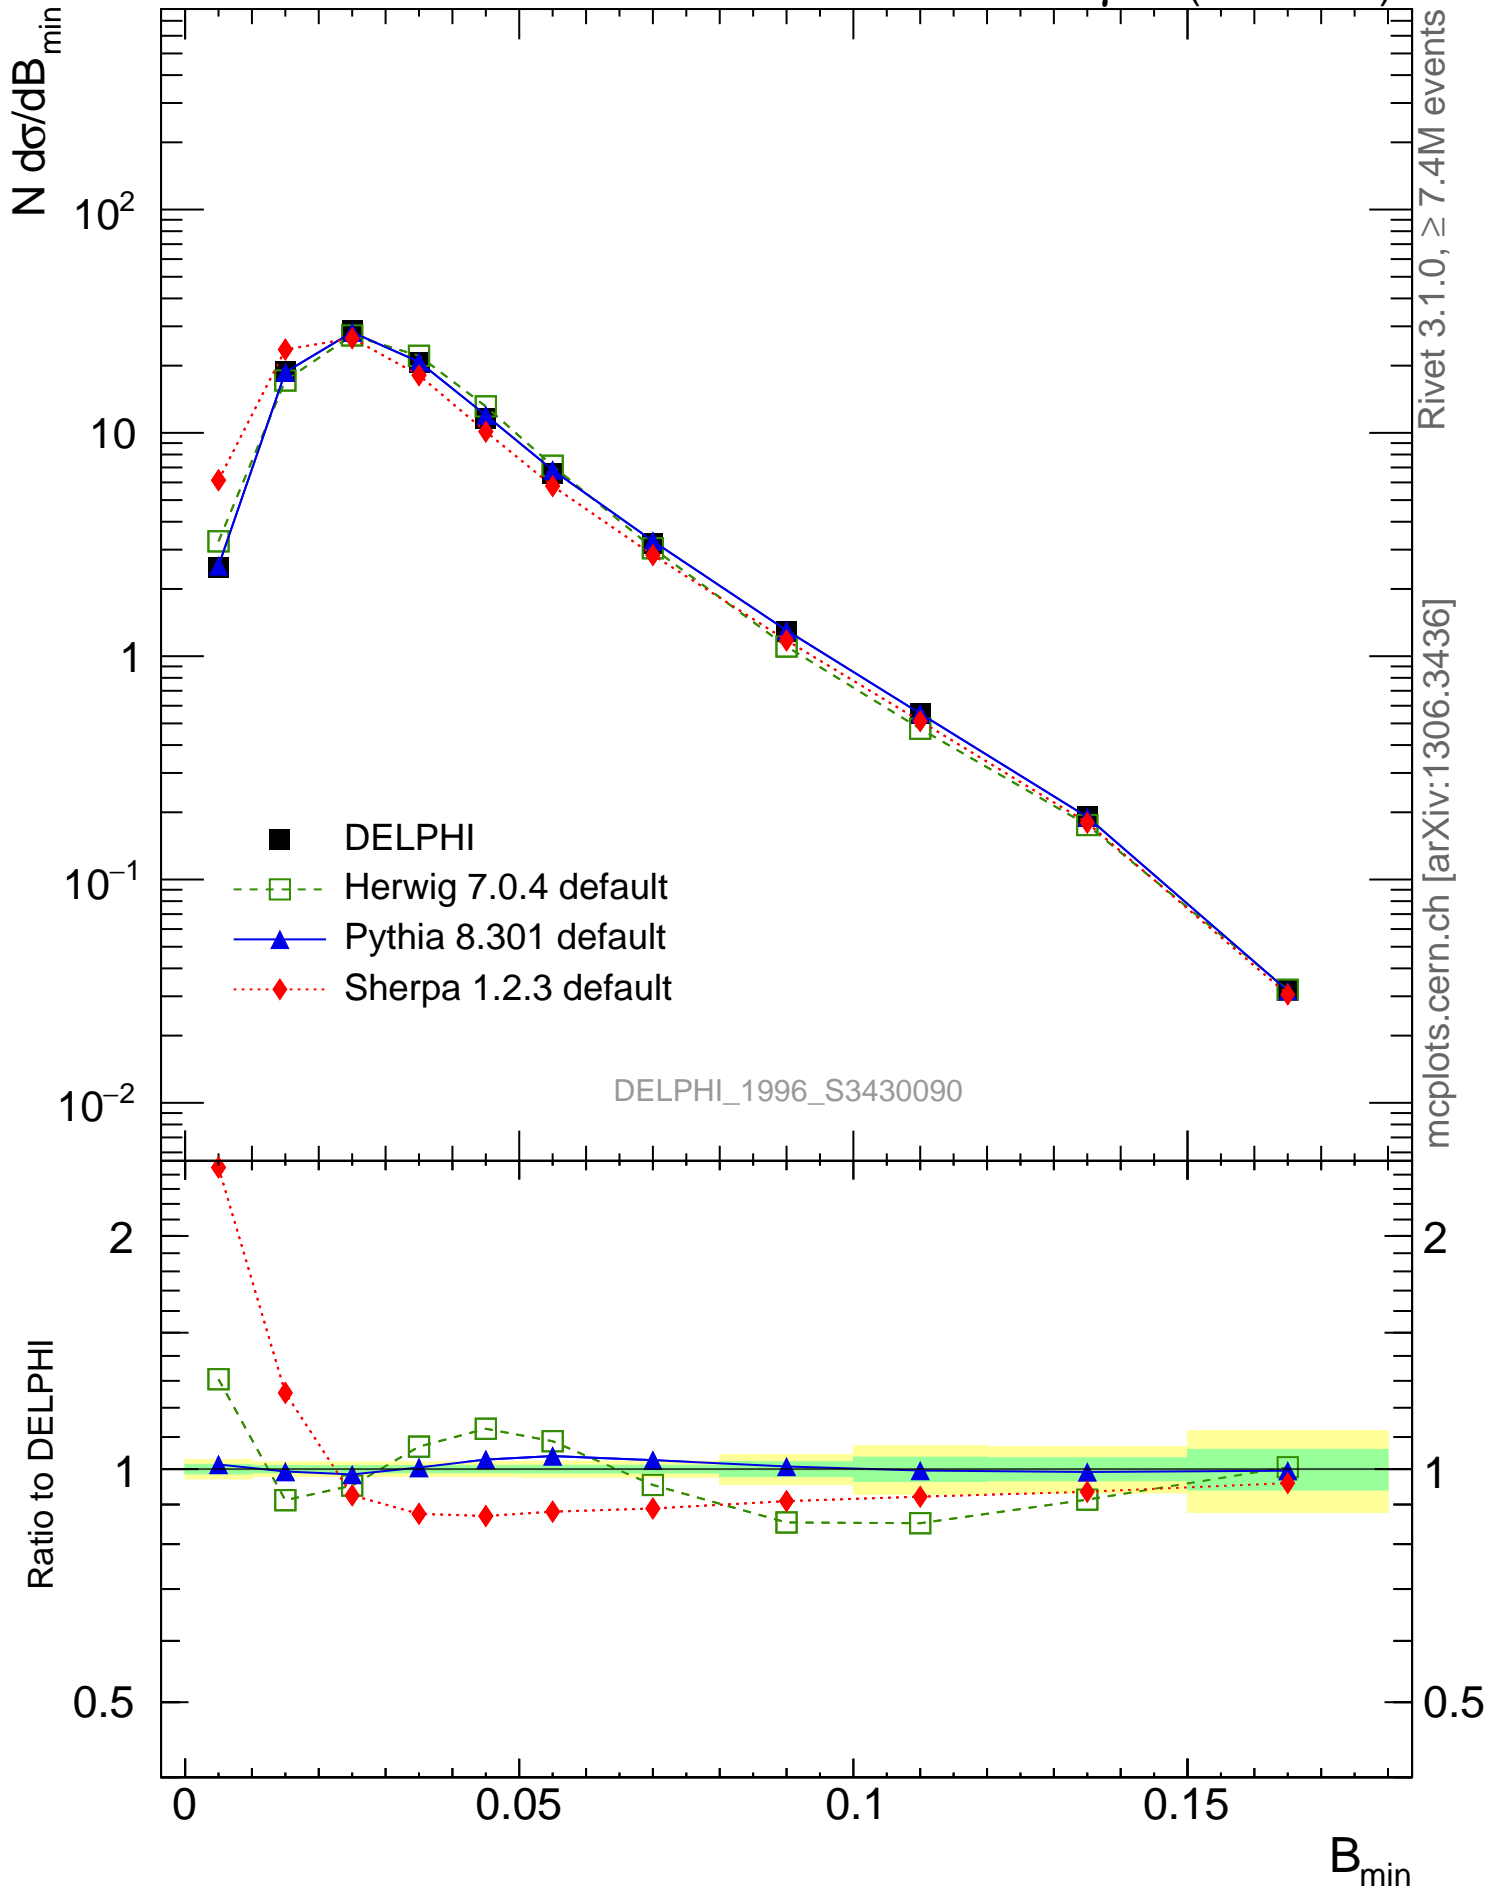 N dσ/dB_min
10²
10
1
10⁻¹
10⁻²
DELPHI
Herwig 7.0.4 default
Pythia 8.301 default
Sherpa 1.2.3 default
DELPHI_1996_S3430090
Rivet 3.1.0, ≥ 7.4M events
mcplots.cern.ch [arXiv:1306.3436]
Ratio to DELPHI
2
1
0.5
2
1
0.5
0 0.05 0.1 0.15
B_min